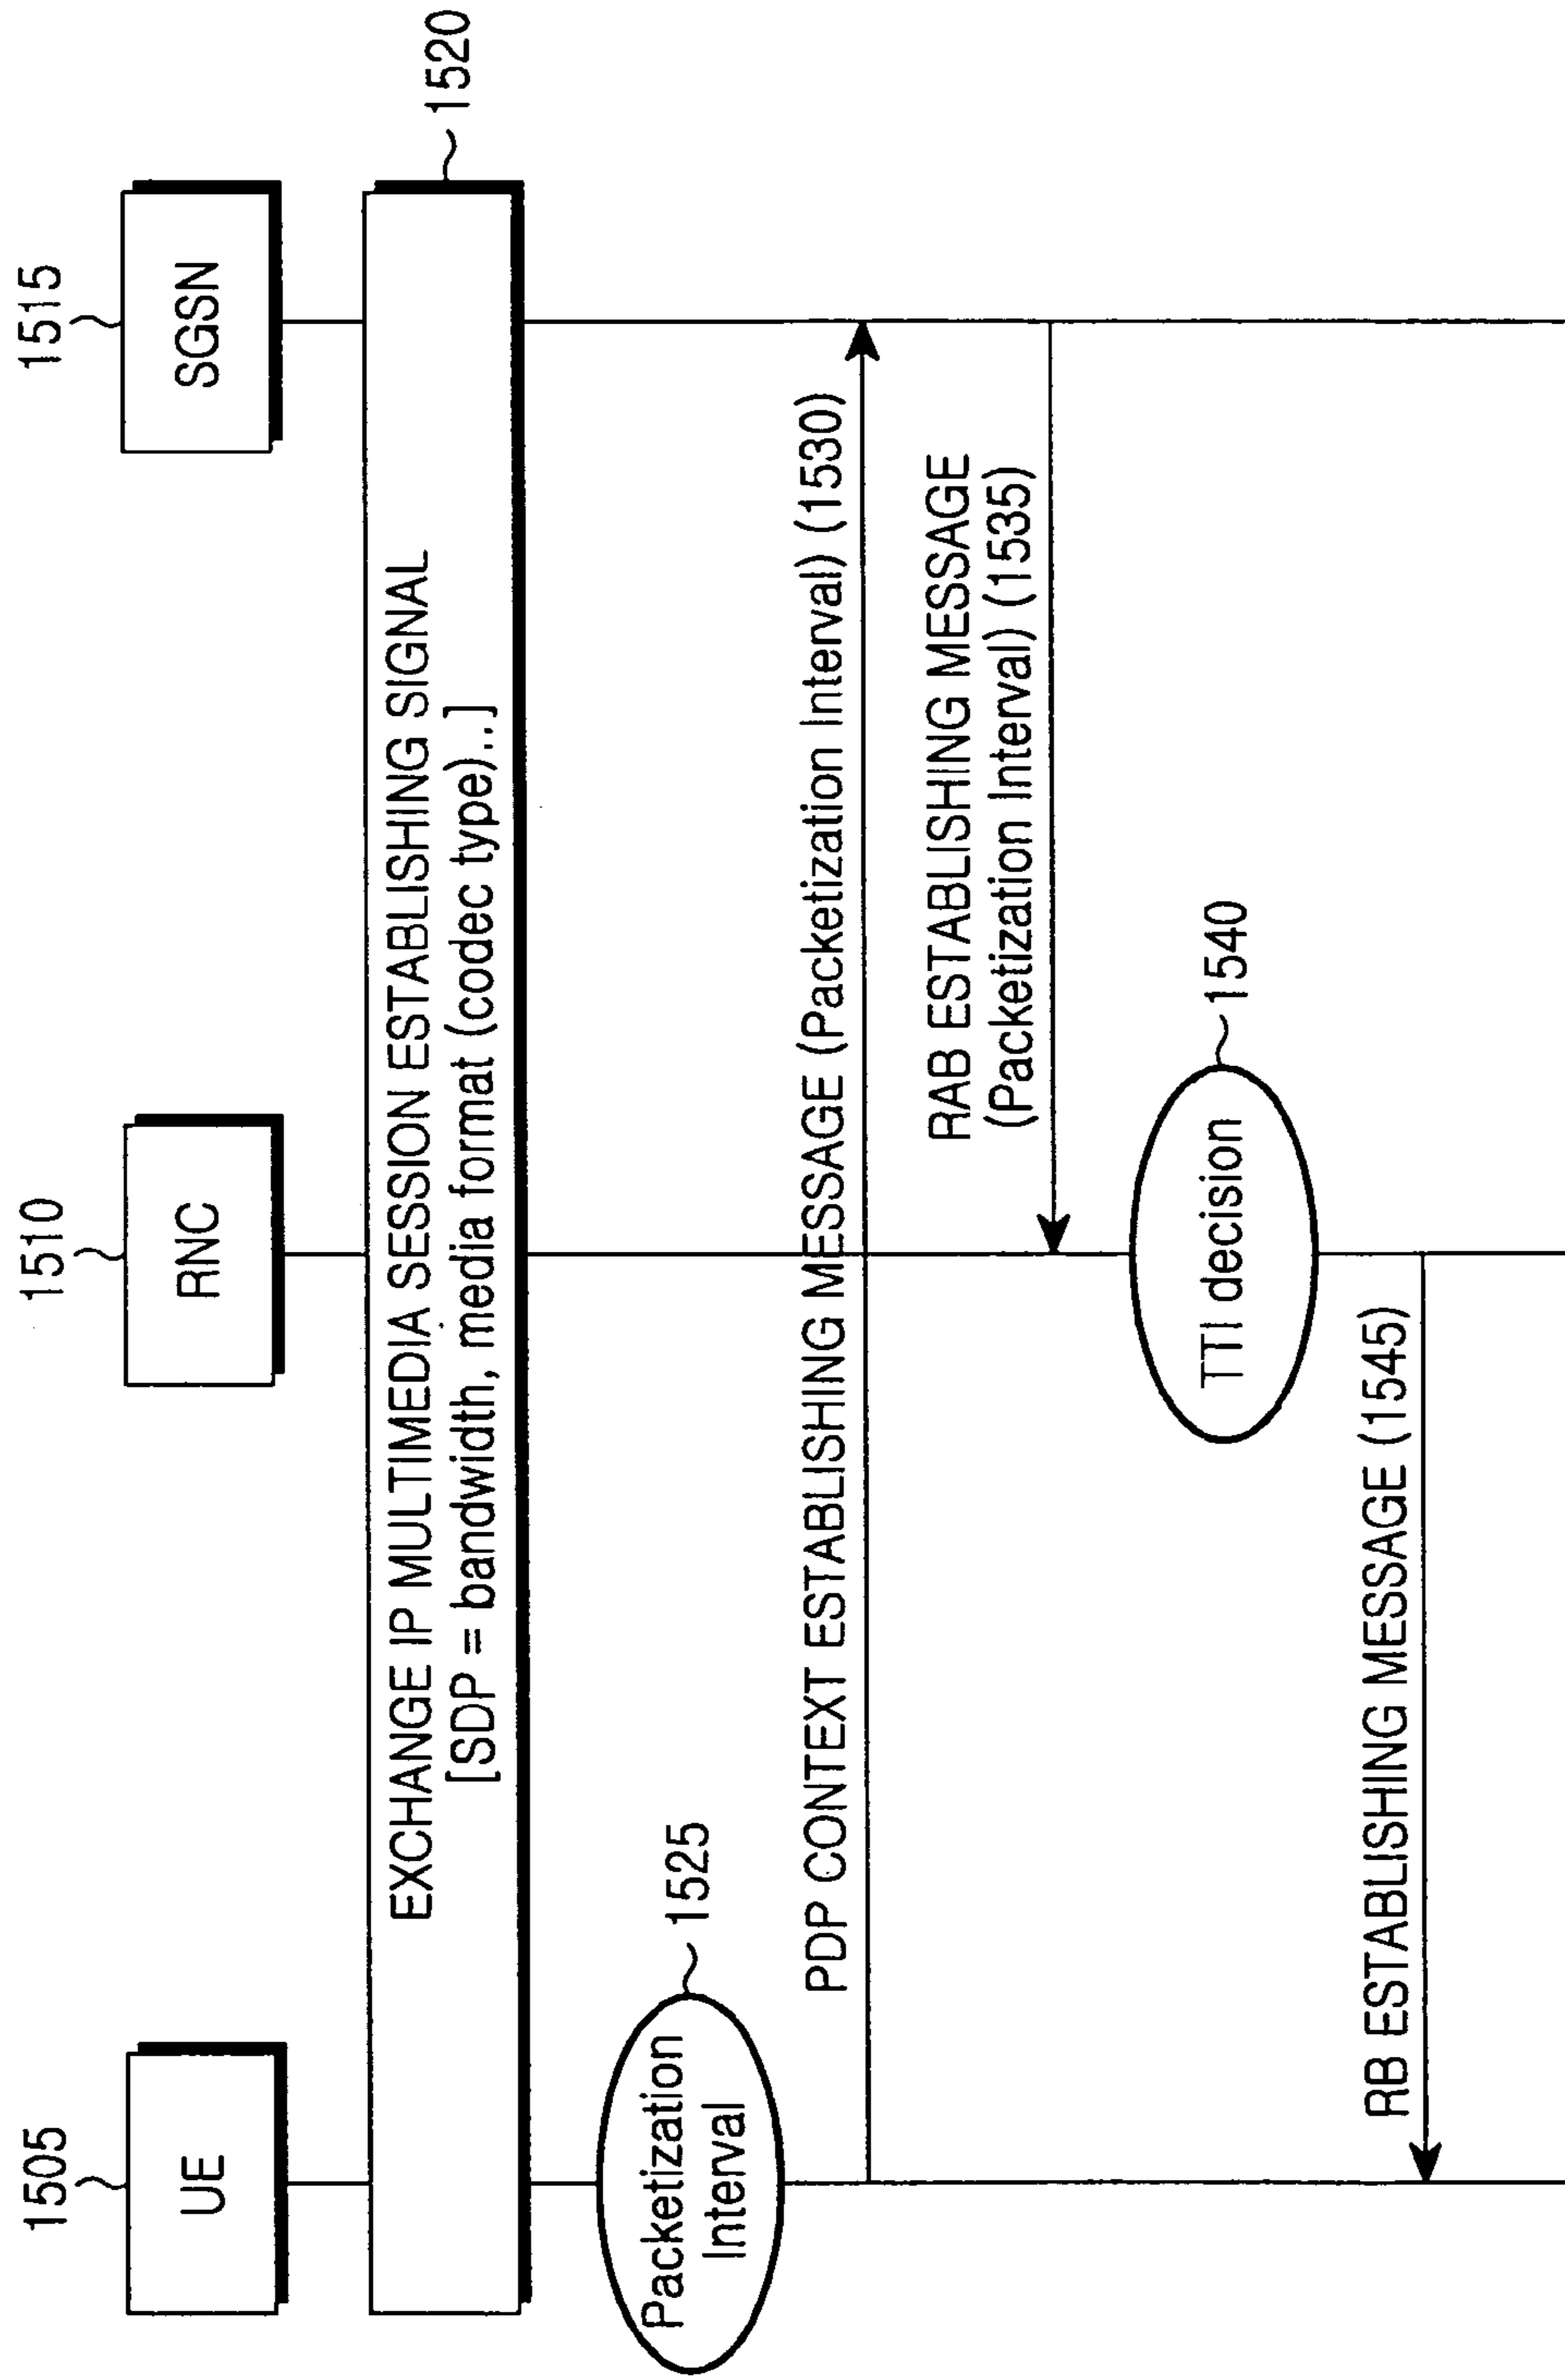 1505
1510
1515
UE
RNC
SGSN
EXCHANGE IP MULTIMEDIA SESSION ESTABLISHING SIGNAL
[SDP = bandwidth, media format (codec type)...]
1520
Packetization
Interval
1525
PDP CONTEXT ESTABLISHING MESSAGE (Packetization Interval) (1530)
RAB ESTABLISHING MESSAGE
(Packetization Interval) (1535)
TTI decision
1540
RB ESTABLISHING MESSAGE (1545)